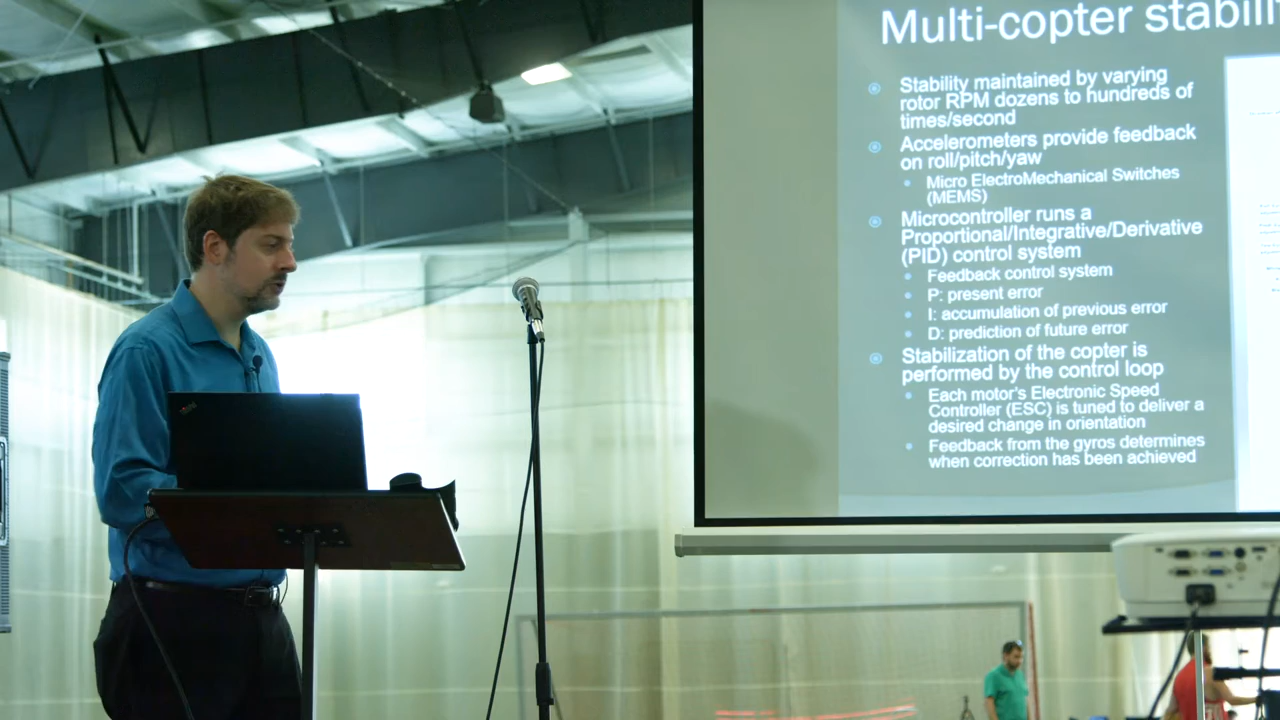 Multi-copter stabili
Stability maintained by varying
rotor RPM dozens to hundreds of
times/second
Accelerometers provide feedback
on roll/pitch/yaw
Micro ElectroMechanical Switches
(MEMS)
Microcontroller runs a
Proportional/Integrative/Derivative
(PID) control system
Feedback control system
P: present error
I: accumulation of previous error
D: prediction of future error
Stabilization of the copter is
performed by the control loop
Each motor's Electronic Speed
Controller (ESC) is tuned to deliver a
desired change in orientation
Feedback from the gyros determines
when correction has been achieved